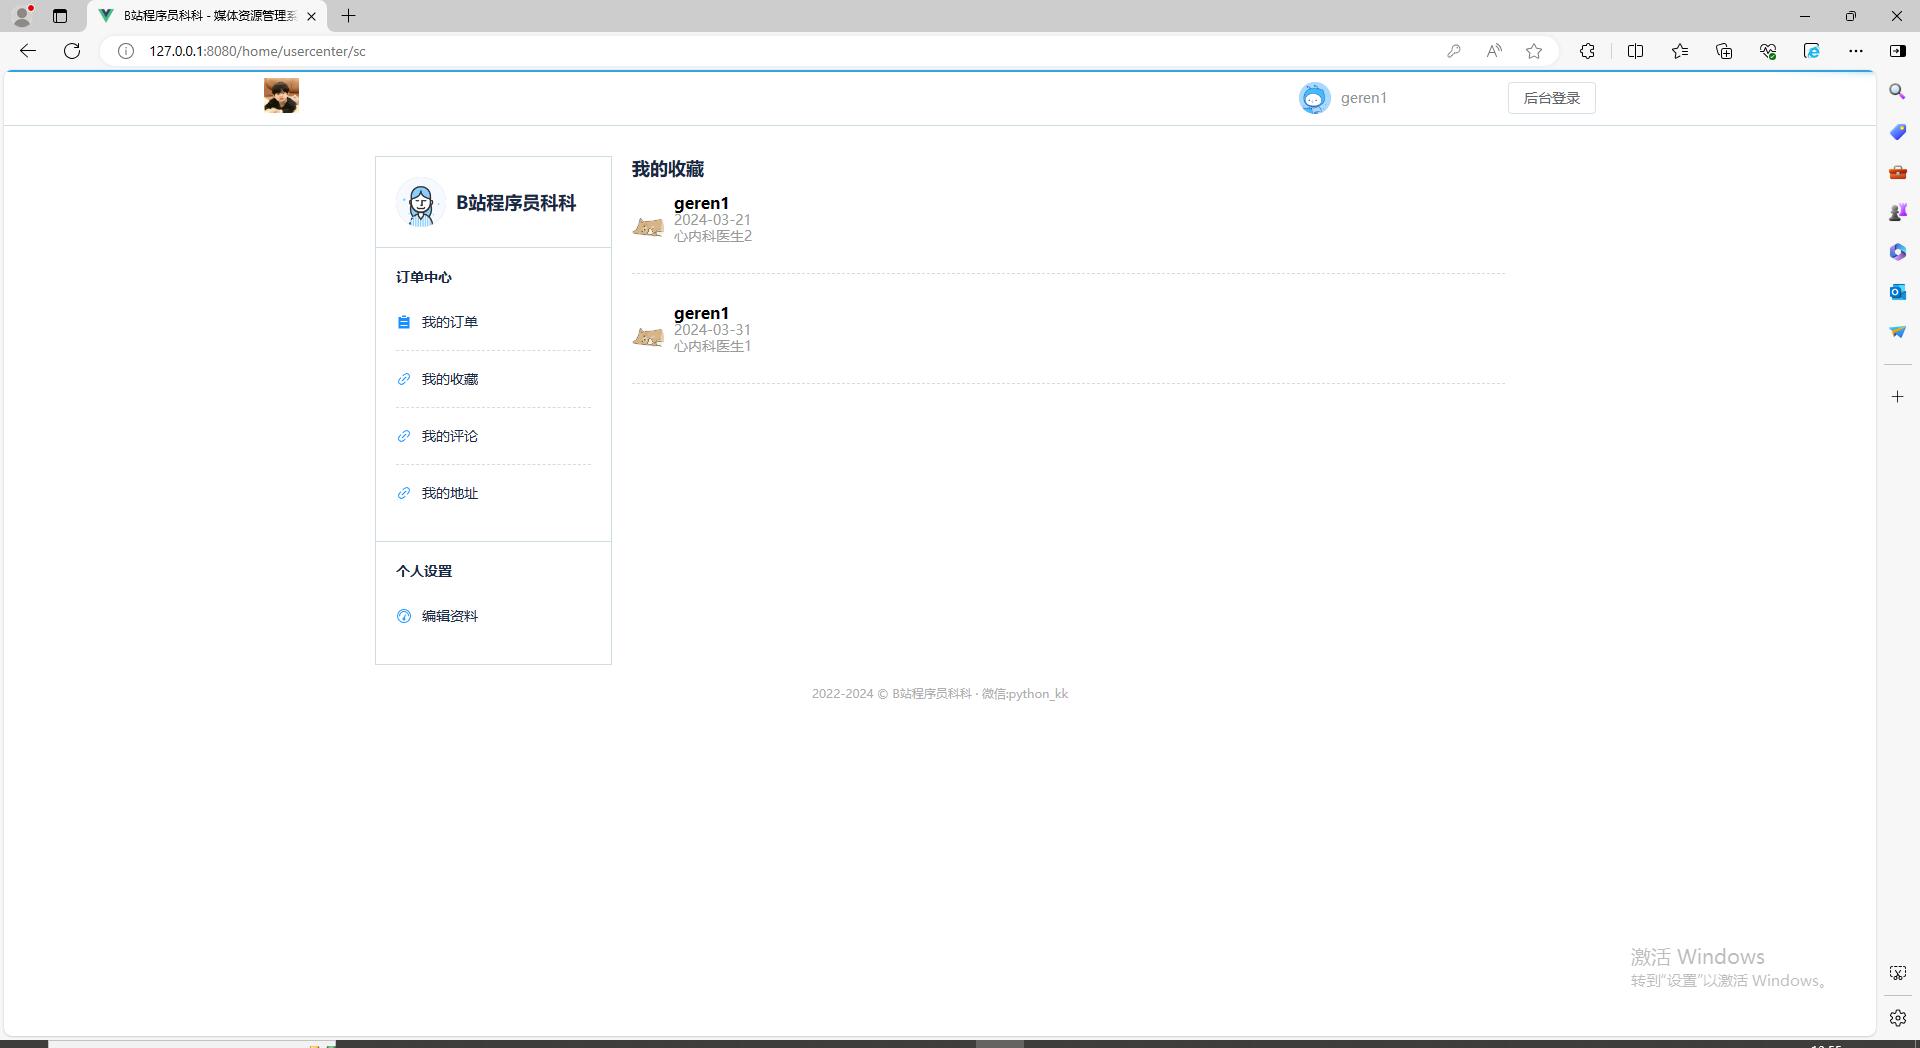 B站程序员科科 - 媒体资源管理系
127.0.0.1:8080/home/usercenter/sc
geren1
后台登录
B站程序员科科
订单中心
我的订单
我的收藏
我的评论
我的地址
个人设置
编辑资料
我的收藏
geren1
2024-03-21
心内科医生2
geren1
2024-03-31
心内科医生1
2022-2024 © B站程序员科科 · 微信:python_kk
激活 Windows
转到“设置”以激活 Windows。